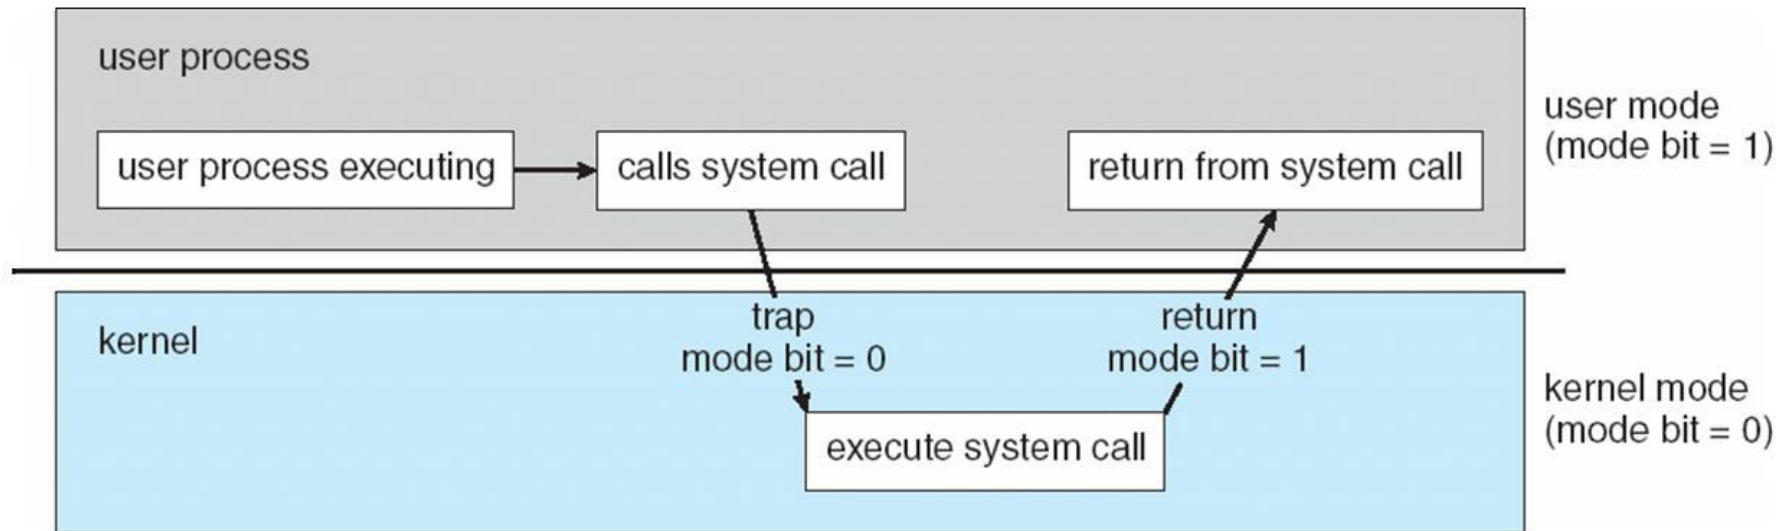 user process
user process executing
calls system call
return from system call
user mode
(mode bit = 1)
kernel
trap
mode bit = 0
return
mode bit = 1
execute system call
kernel mode
(mode bit = 0)